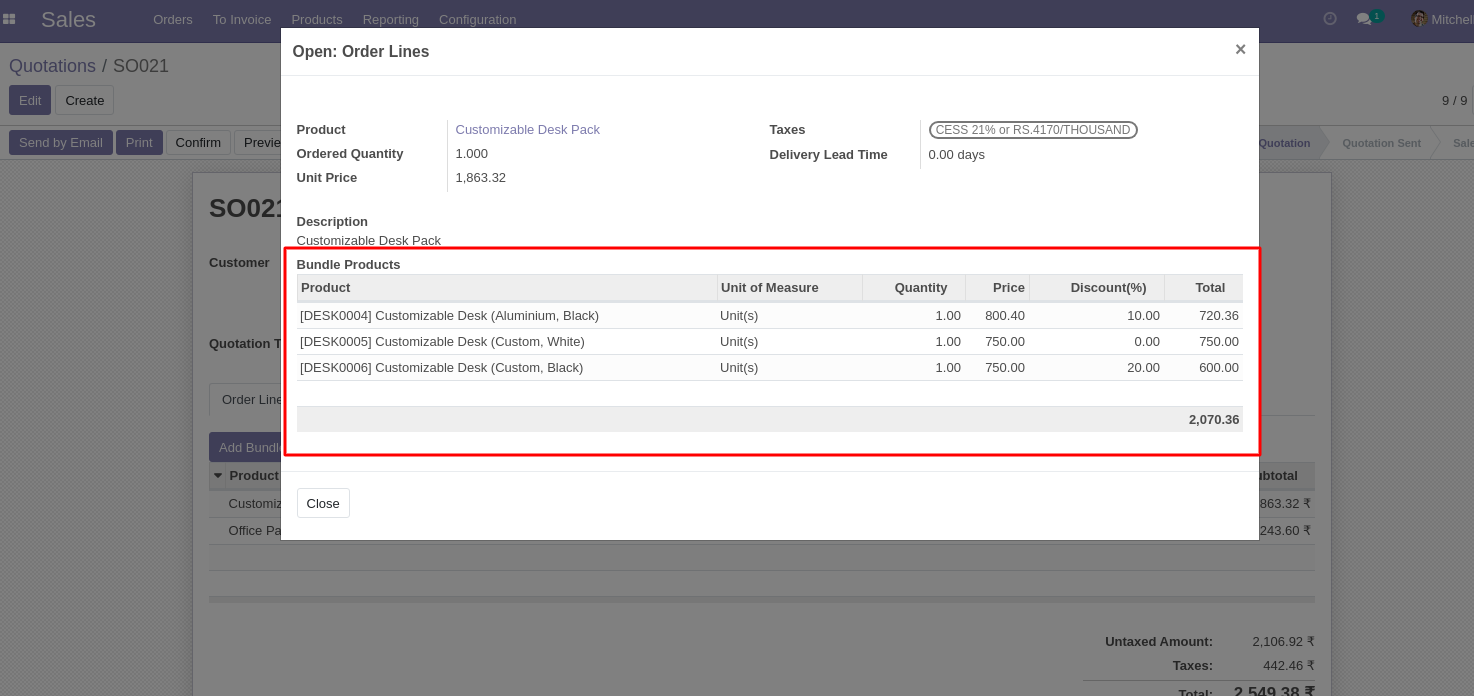 Sales Orders To Invoice Products Reporting Configuration 1 Mitchell
Open: Order Lines ×
Quotations / SO021
Edit Create 9 / 9
Send by Email Print Confirm Previe Quotation Quotation Sent Sale
Product Customizable Desk Pack Taxes CESS 21% or RS.4170/THOUSAND
Ordered Quantity 1.000 Delivery Lead Time 0.00 days
Unit Price 1,863.32
SO021
Description
Customizable Desk Pack
Customer
Bundle Products
Product Unit of Measure Quantity Price Discount(%) Total
[DESK0004] Customizable Desk (Aluminium, Black) Unit(s) 1.00 800.40 10.00 720.36
[DESK0005] Customizable Desk (Custom, White) Unit(s) 1.00 750.00 0.00 750.00
Quotation T
[DESK0006] Customizable Desk (Custom, Black) Unit(s) 1.00 750.00 20.00 600.00
Order Line
2,070.36
Add Bundle
Product ubtotal
Customiz 863.32 ₹
Close
Office Pa 243.60 ₹
Untaxed Amount: 2,106.92 ₹
Taxes: 442.46 ₹
Total: 2,549.38 ₹